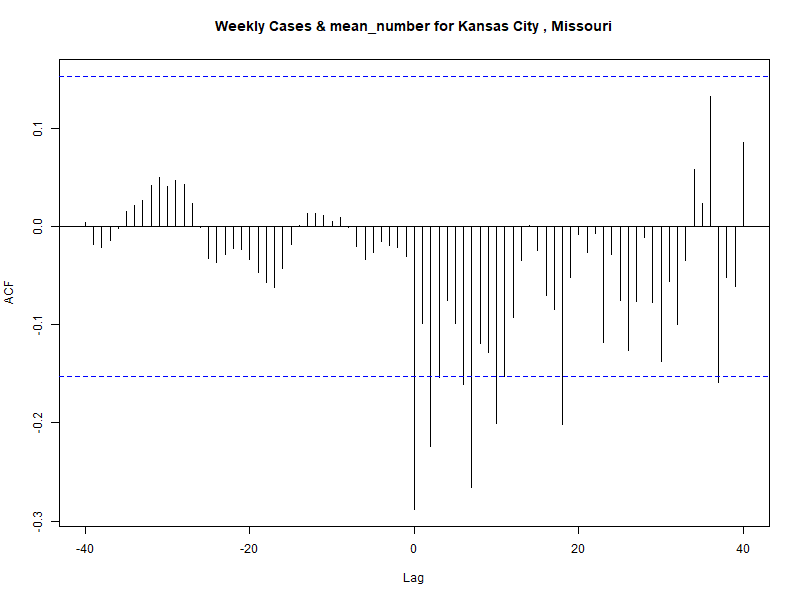 Weekly Cases & mean_number for Kansas City , Missouri
ACF
0.1
0.0
-0.1
-0.2
-0.3
-40 -20 0 20 40
Lag